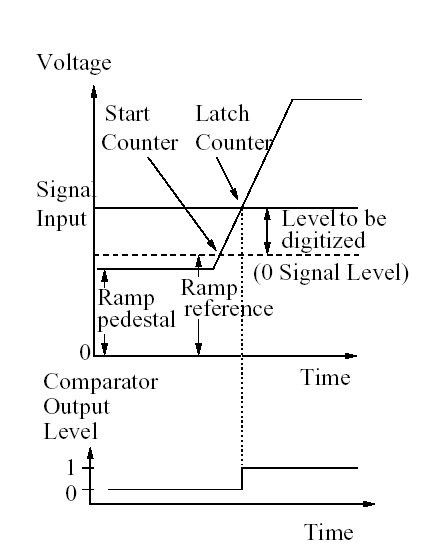 Voltage
Start
Counter
Latch
Counter
Signal
Input
Level to be
digitized
(0 Signal Level)
Ramp
pedestal
Ramp
reference
0
Time
Comparator
Output
Level
1
0
Time